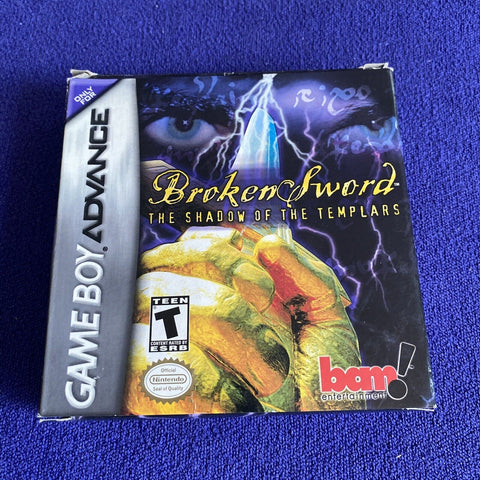 ONLY FOR
GAME BOY ADVANCE
Broken Sword™
THE SHADOW OF THE TEMPLARS
TEEN
T
CONTENT RATED BY
ESRB
Official
Nintendo
Seal of Quality
bam!
entertainment